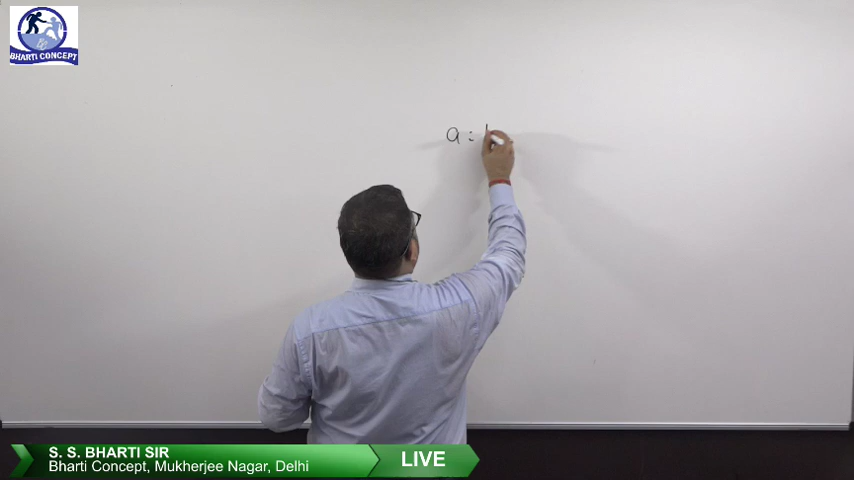 BHARTI CONCEPT
a :
S. S. BHARTI SIR
Bharti Concept, Mukherjee Nagar, Delhi
LIVE